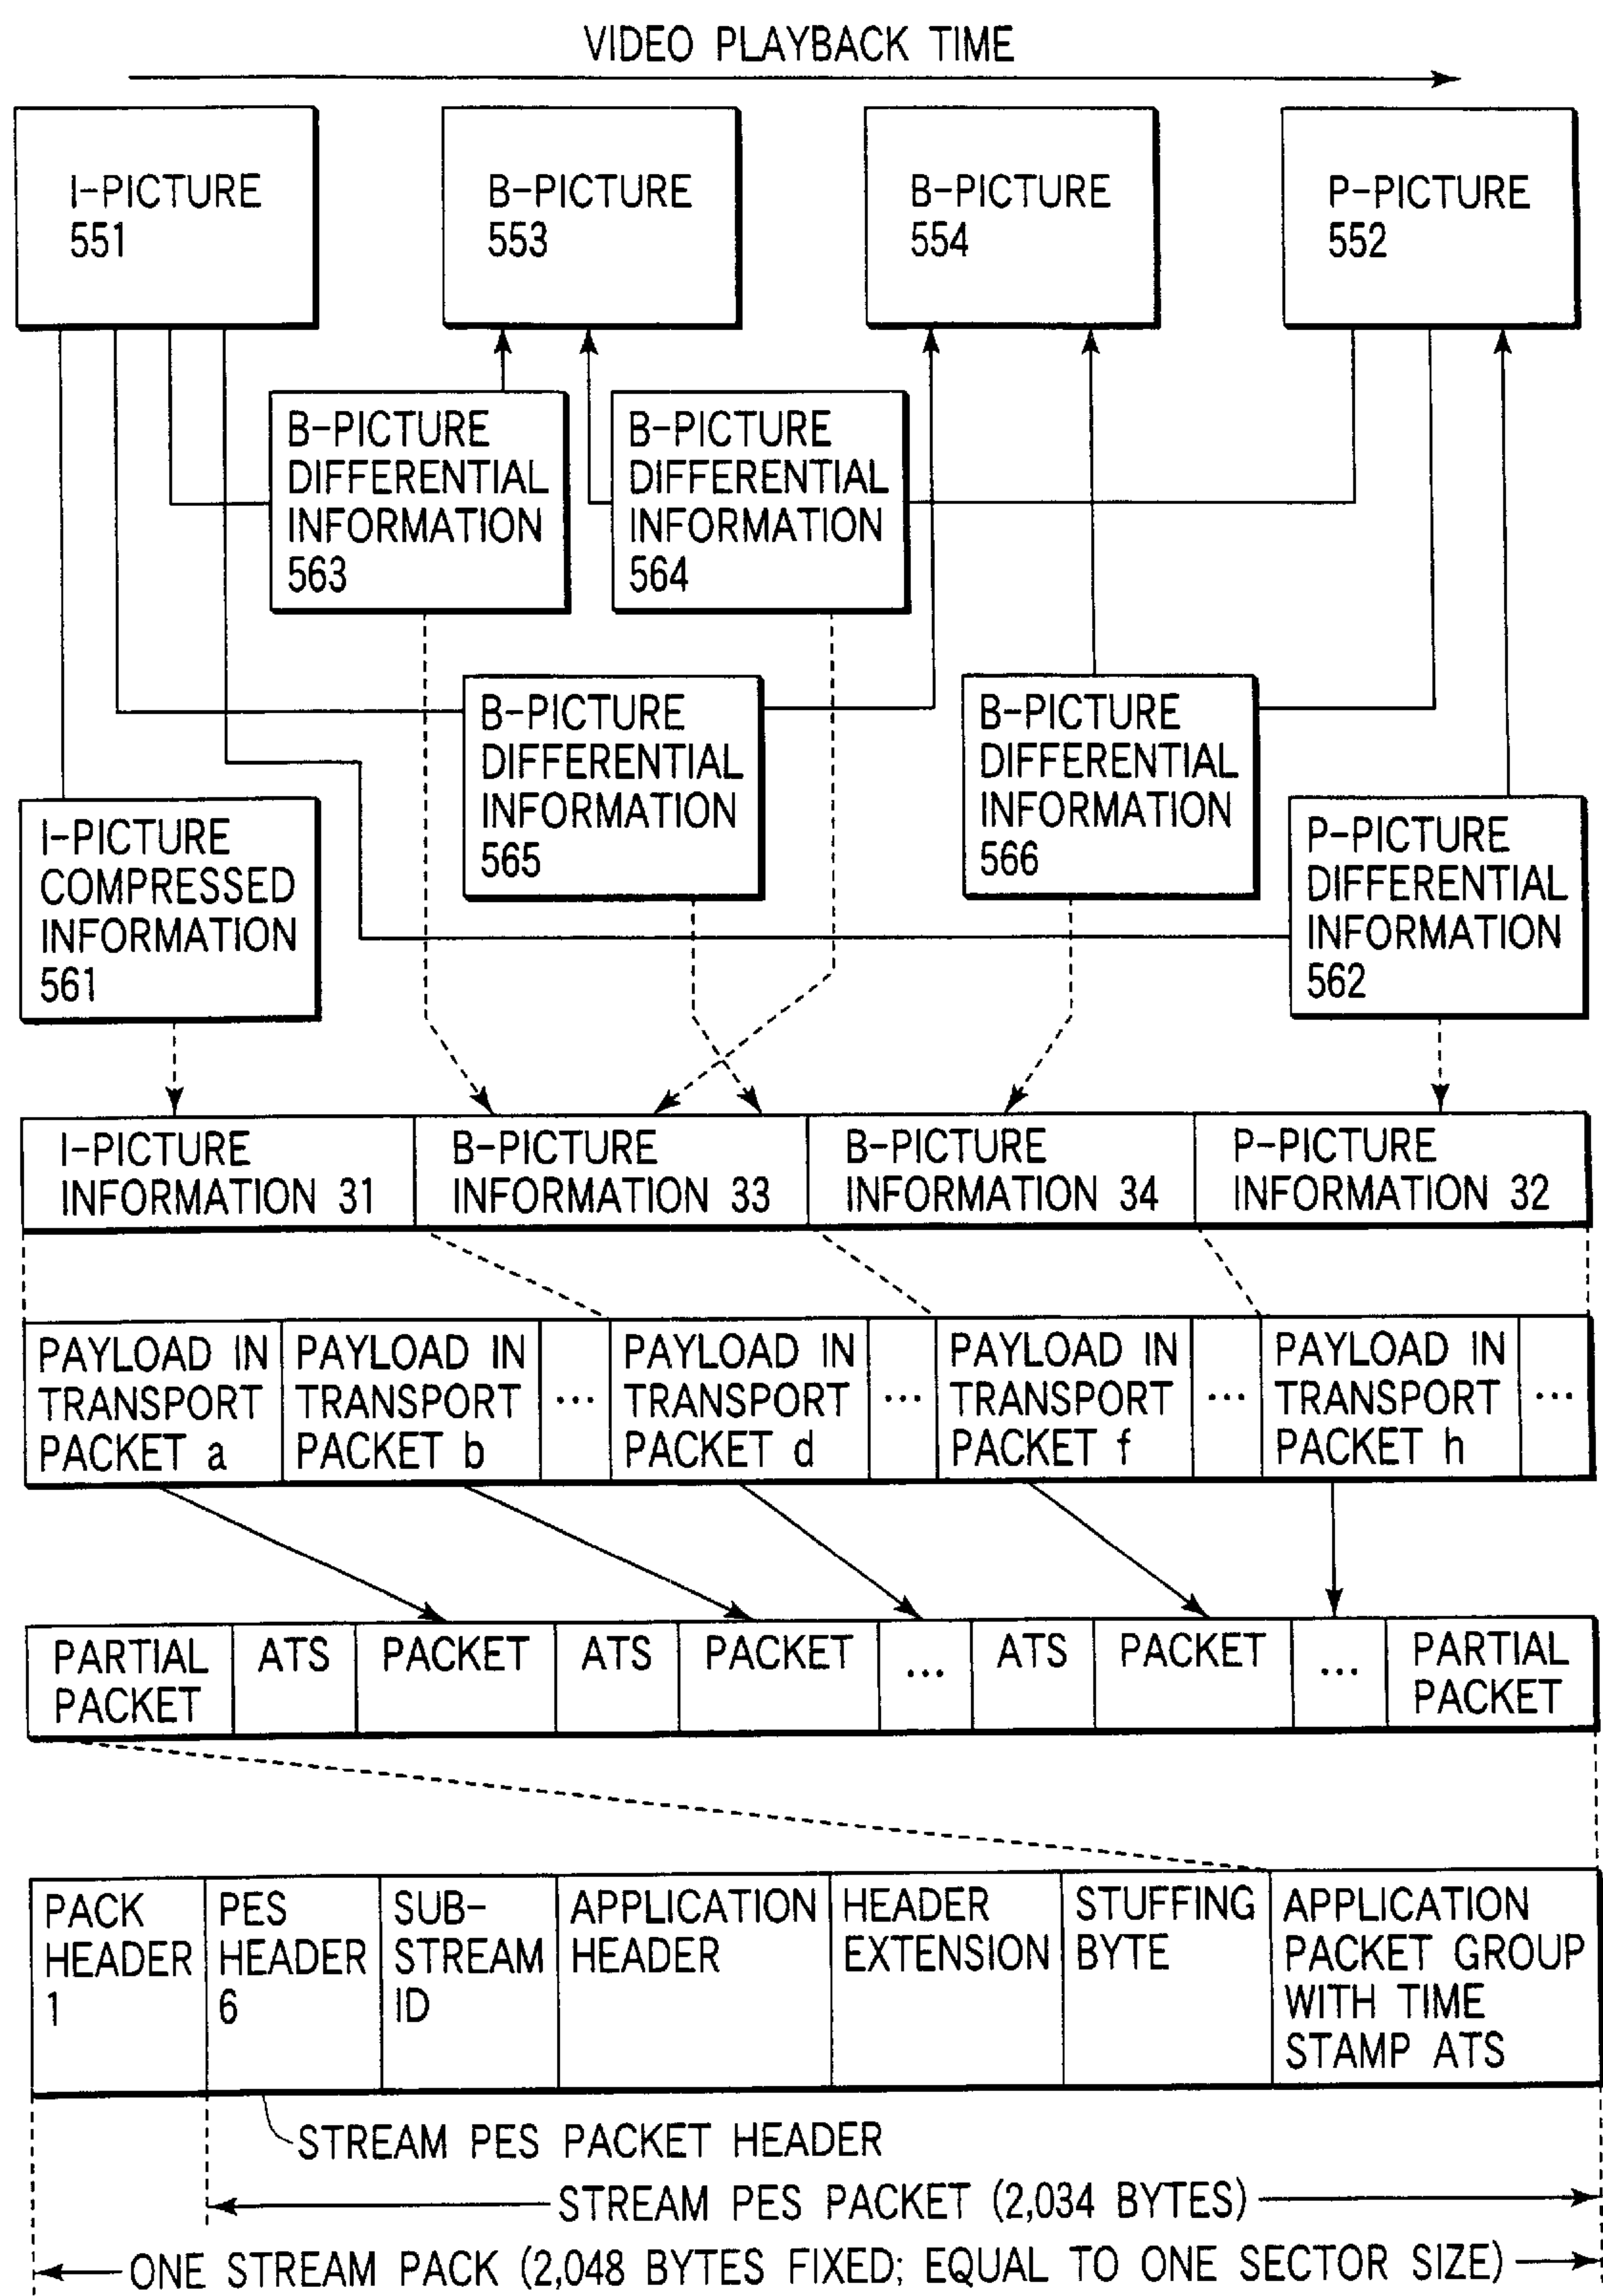 VIDEO PLAYBACK TIME
I-PICTURE
551
B-PICTURE
553
B-PICTURE
554
P-PICTURE
552
B-PICTURE
DIFFERENTIAL
INFORMATION
563
B-PICTURE
DIFFERENTIAL
INFORMATION
564
B-PICTURE
DIFFERENTIAL
INFORMATION
565
B-PICTURE
DIFFERENTIAL
INFORMATION
566
I-PICTURE
COMPRESSED
INFORMATION
561
P-PICTURE
DIFFERENTIAL
INFORMATION
562
I-PICTURE
INFORMATION 31
B-PICTURE
INFORMATION 33
B-PICTURE
INFORMATION 34
P-PICTURE
INFORMATION 32
PAYLOAD IN
TRANSPORT
PACKET a
PAYLOAD IN
TRANSPORT
PACKET b
...
PAYLOAD IN
TRANSPORT
PACKET d
...
PAYLOAD IN
TRANSPORT
PACKET f
...
PAYLOAD IN
TRANSPORT
PACKET h
...
PARTIAL
PACKET
ATS
PACKET
ATS
PACKET
...
ATS
PACKET
...
PARTIAL
PACKET
PACK
HEADER
1
PES
HEADER
6
SUB-
STREAM
ID
APPLICATION
HEADER
HEADER
EXTENSION
STUFFING
BYTE
APPLICATION
PACKET GROUP
WITH TIME
STAMP ATS
STREAM PES PACKET HEADER
STREAM PES PACKET (2,034 BYTES)
ONE STREAM PACK (2,048 BYTES FIXED; EQUAL TO ONE SECTOR SIZE)